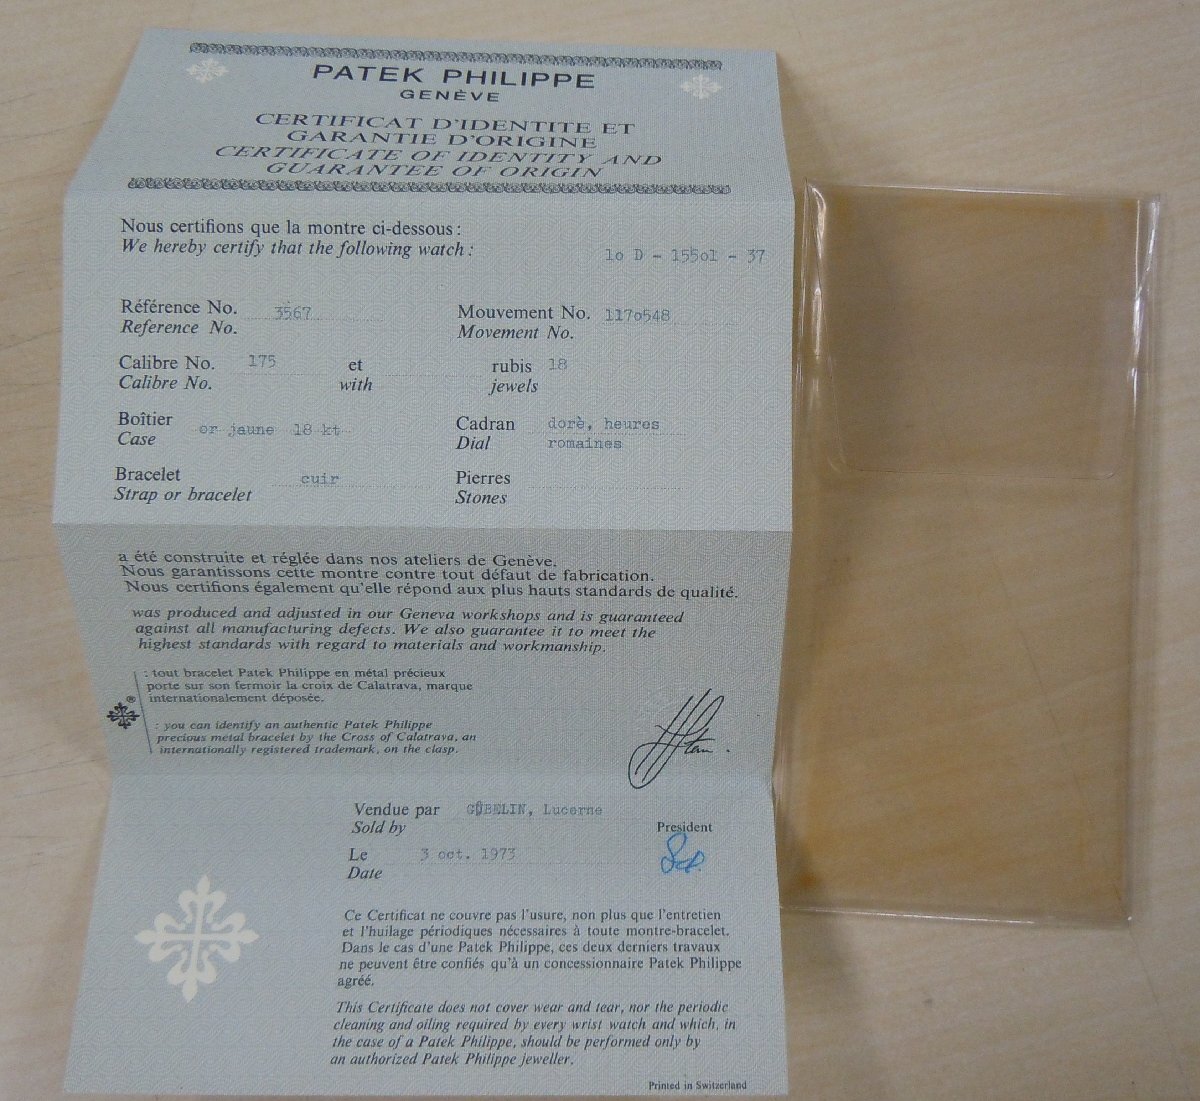 PATEK PHILIPPE
GENÈVE
CERTIFICAT D'IDENTITE ET
GARANTIE D'ORIGINE
CERTIFICATE OF IDENTITY AND
GUARANTEE OF ORIGIN
Nous certifions que la montre ci-dessous :
We hereby certify that the following watch :
lo D - 155ol - 37
Référence No. 3567 Mouvement No. 117o548
Reference No. Movement No.
Calibre No. 175 et rubis 18
Calibre No. with jewels
Boîtier or jaune 18 kt Cadran dorè, heures
Case Dial romaines
Bracelet cuir Pierres
Strap or bracelet Stones
a été construite et réglée dans nos ateliers de Genève.
Nous garantissons cette montre contre tout défaut de fabrication.
Nous certifions également qu'elle répond aux plus hauts standards de qualité.
was produced and adjusted in our Geneva workshops and is guaranteed
against all manufacturing defects. We also guarantee it to meet the
highest standards with regard to materials and workmanship.
: tout bracelet Patek Philippe en métal précieux
porte sur son fermoir la croix de Calatrava, marque
® internationalement déposée.
: you can identify an authentic Patek Philippe
precious metal bracelet by the Cross of Calatrava, an
internationally registered trademark, on the clasp.
Vendue par GÜBELIN, Lucerne
Sold by President
Le 3 oct. 1973
Date
Ce Certificat ne couvre pas l'usure, non plus que l'entretien
et l'huilage périodiques nécessaires à toute montre-bracelet.
Dans le cas d'une Patek Philippe, ces deux derniers travaux
ne peuvent être confiés qu'à un concessionaire Patek Philippe
agréé.
This Certificate does not cover wear and tear, nor the periodic
cleaning and oiling required by every wrist watch and which, in
the case of a Patek Philippe, should be performed only by
an authorized Patek Philippe jeweller.
Printed in Switzerland